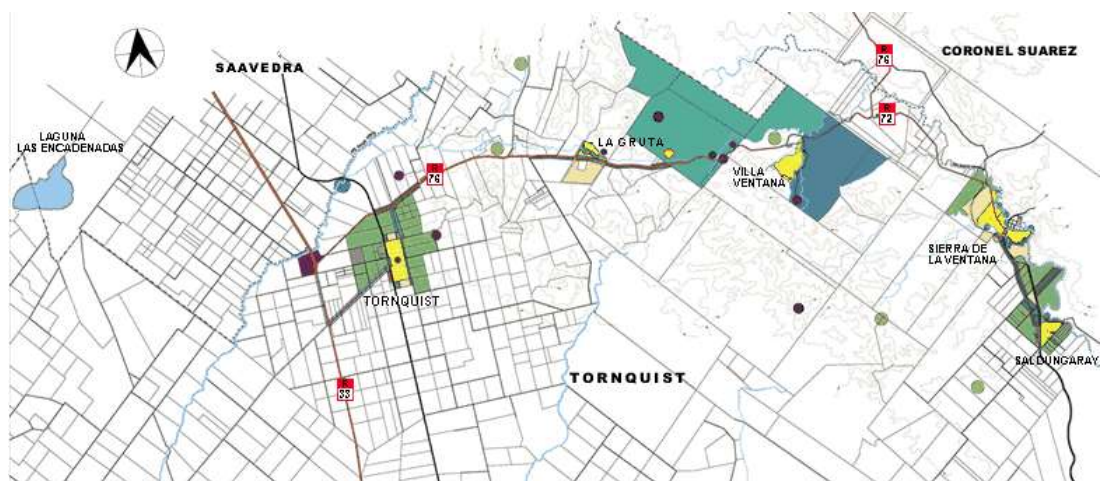 CORONEL SUAREZ
R
76
SAAVEDRA
R
72
LAGUNA
LAS ENCADENADAS
LA GRUTA
R
76
VILLA
VENTANA
SIERRA DE
LA VENTANA
TORNQUIST
SALDUNGARAY
TORNQUIST
R
33